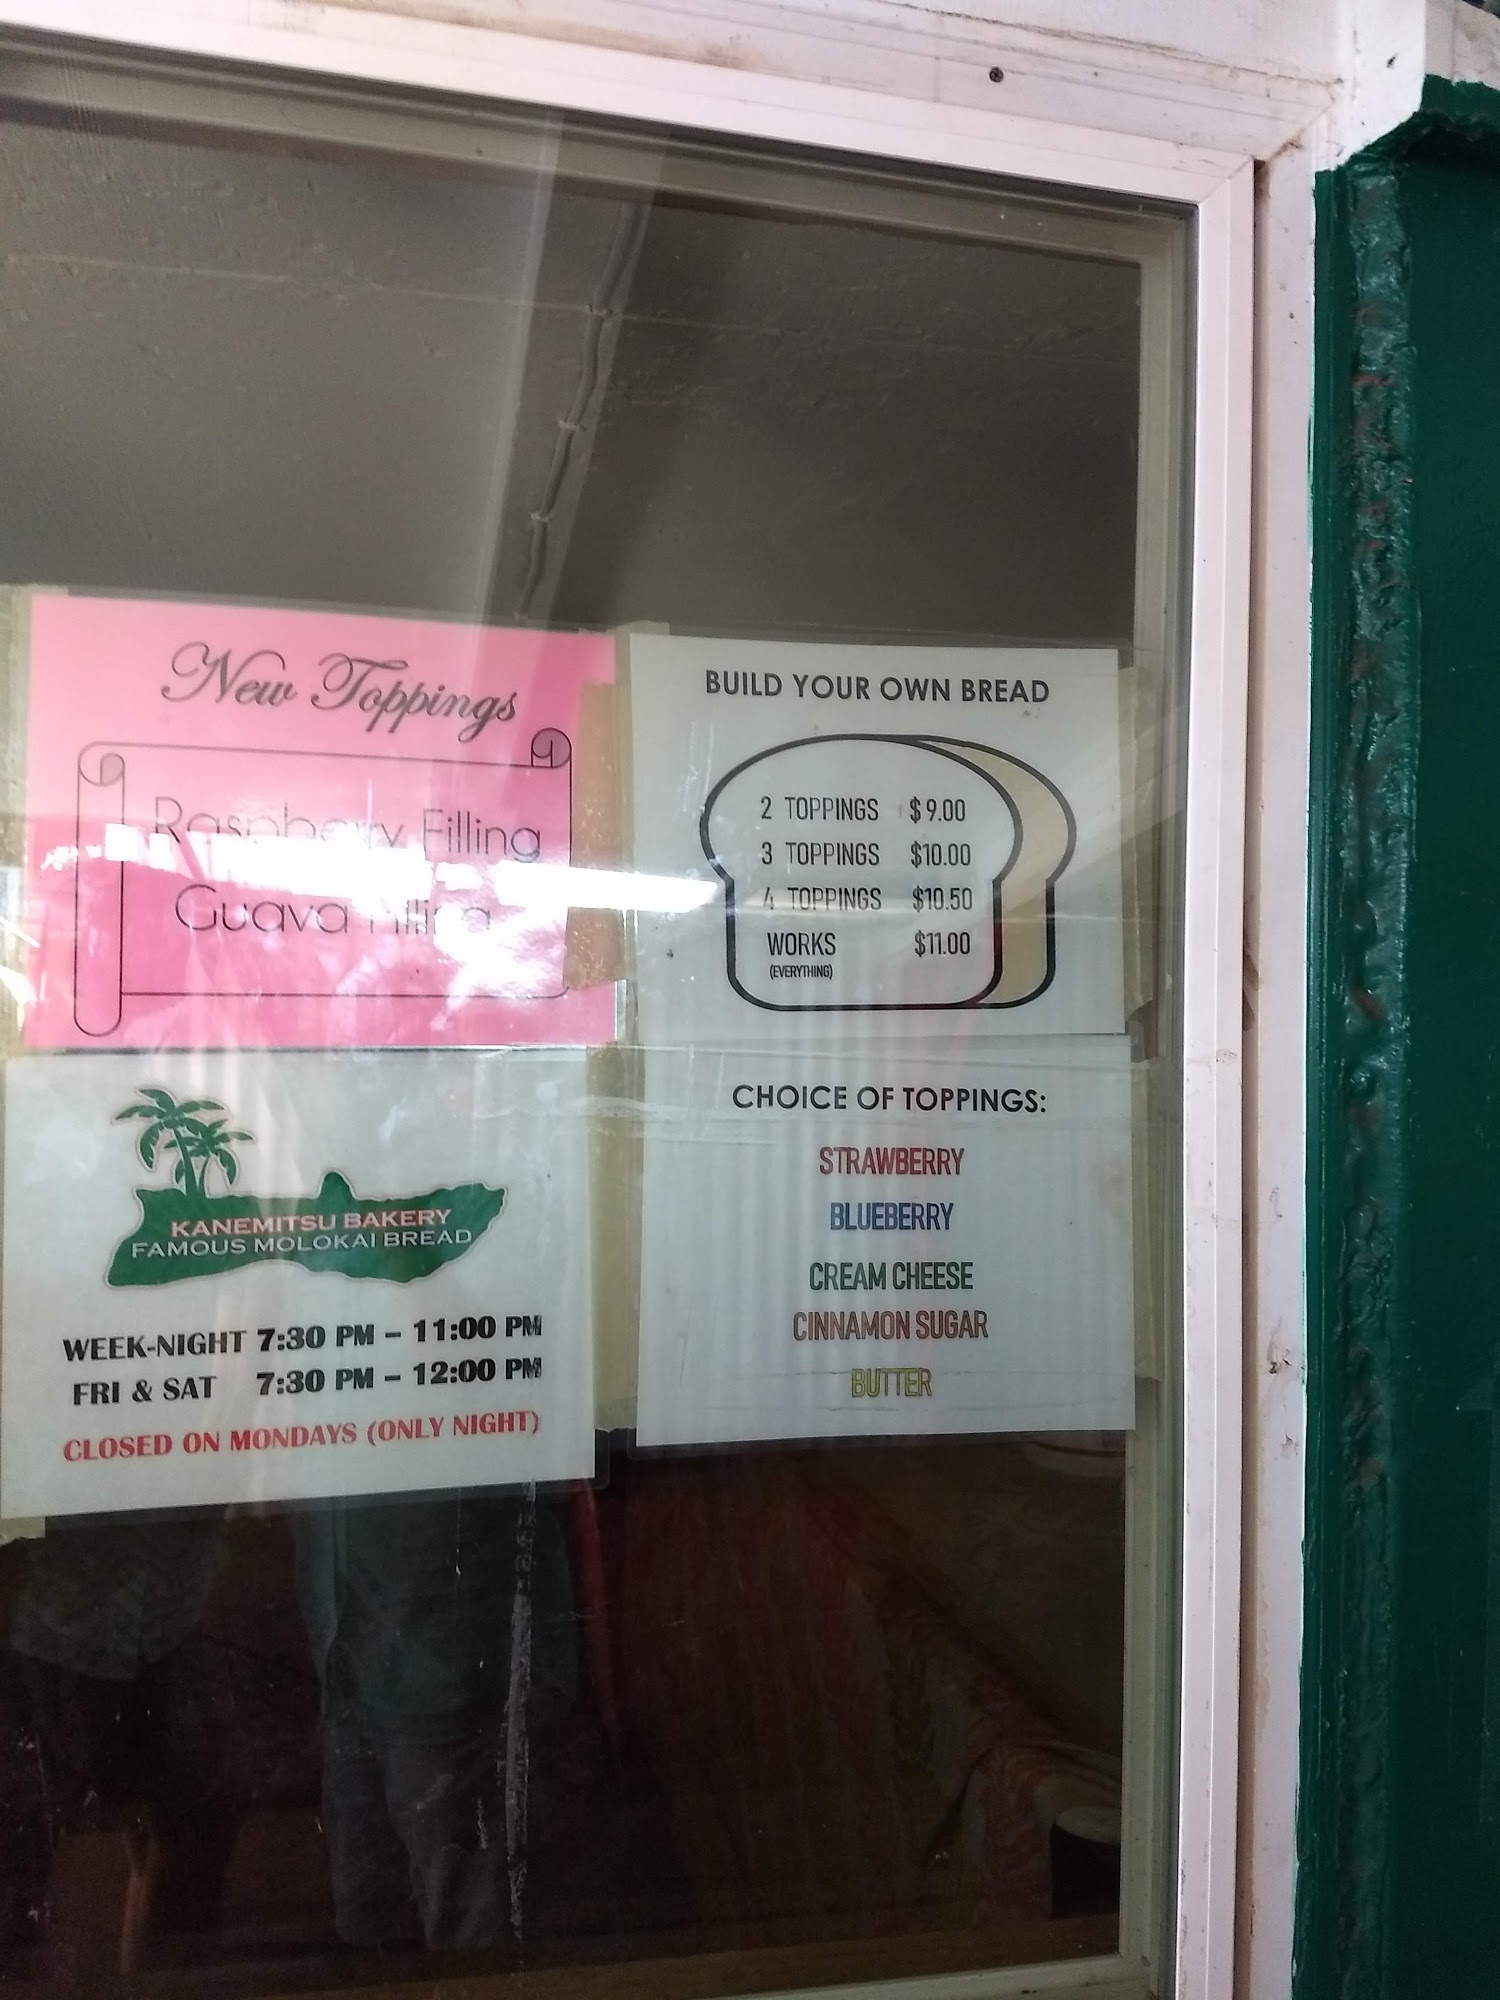 New Toppings
Raspberry Filling
Guava Filling
BUILD YOUR OWN BREAD
2 TOPPINGS $9.00
3 TOPPINGS $10.00
4 TOPPINGS $10.50
WORKS $11.00
(EVERYTHING)
KANEMITSU BAKERY
FAMOUS MOLOKAI BREAD
WEEK-NIGHT 7:30 PM – 11:00 PM
FRI & SAT 7:30 PM – 12:00 PM
CLOSED ON MONDAYS (ONLY NIGHT)
CHOICE OF TOPPINGS:
STRAWBERRY
BLUEBERRY
CREAM CHEESE
CINNAMON SUGAR
BUTTER